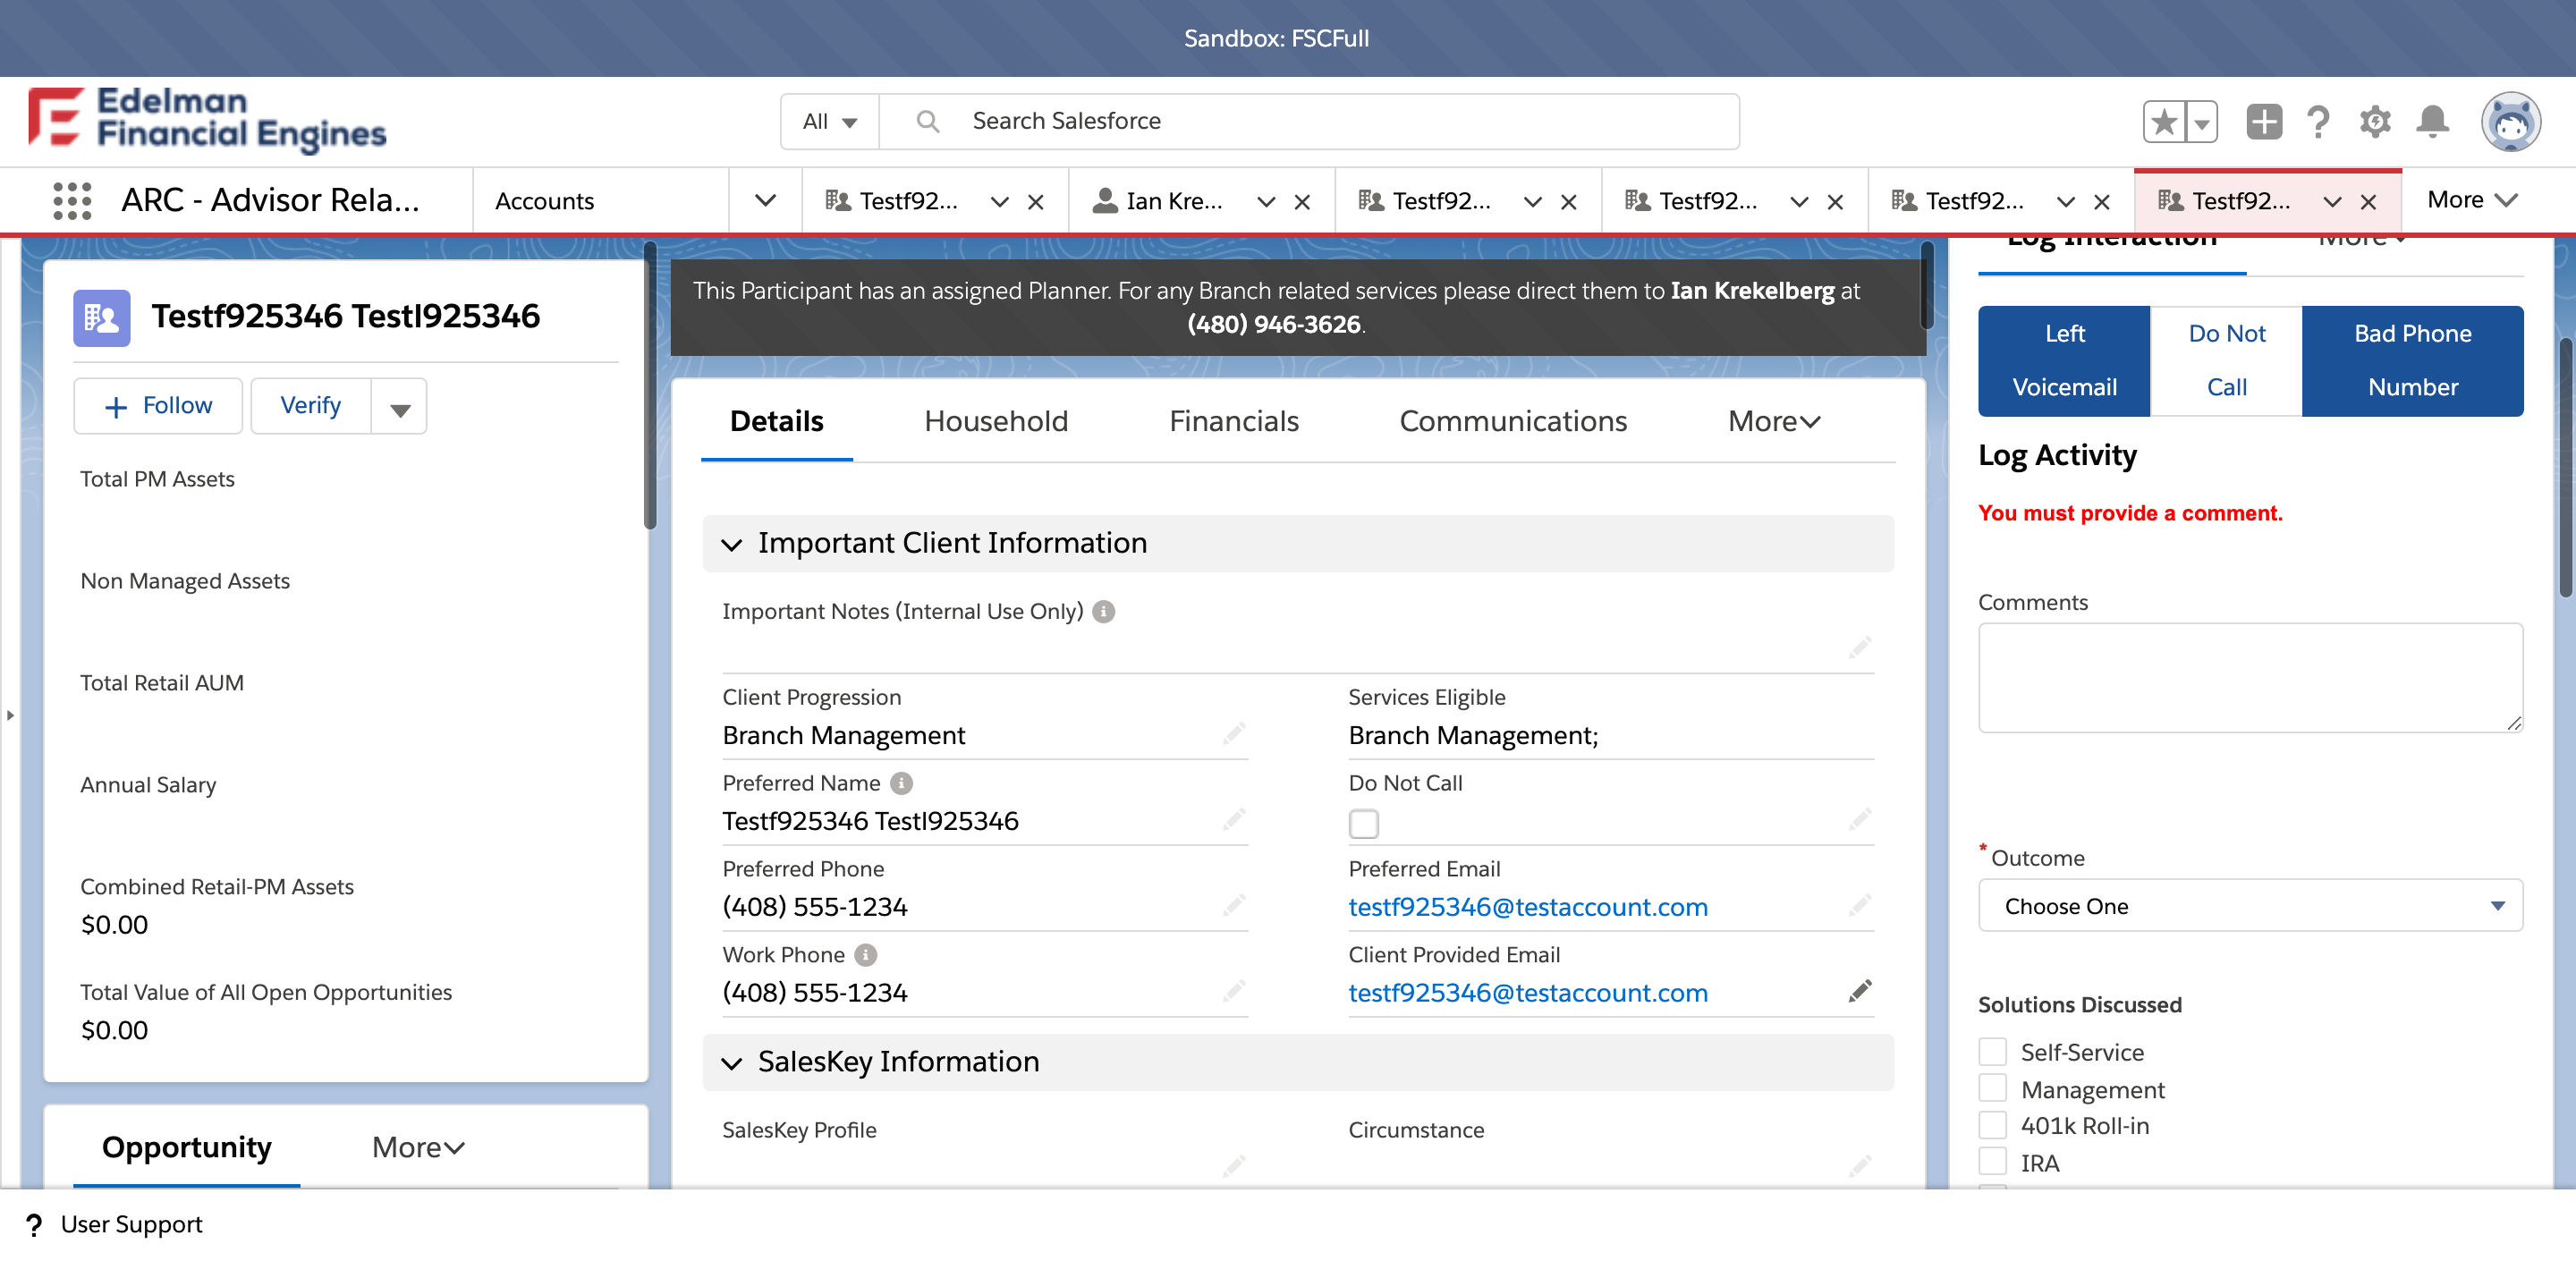 Sandbox: FSCFull
Edelman
Financial Engines
All
Search Salesforce
ARC - Advisor Rela...
Accounts
Testf92...
Ian Kre...
Testf92...
Testf92...
Testf92...
Testf92...
More
Testf925346 Testl925346
Follow
Verify
Total PM Assets
Non Managed Assets
Total Retail AUM
Annual Salary
Combined Retail-PM Assets
$0.00
Total Value of All Open Opportunities
$0.00
Opportunity
More
This Participant has an assigned Planner. For any Branch related services please direct them to Ian Krekelberg at
(480) 946-3626.
Details
Household
Financials
Communications
More
Important Client Information
Important Notes (Internal Use Only)
Client Progression
Branch Management
Services Eligible
Branch Management;
Preferred Name
Testf925346 Testl925346
Do Not Call
Preferred Phone
(408) 555-1234
Preferred Email
testf925346@testaccount.com
Work Phone
(408) 555-1234
Client Provided Email
testf925346@testaccount.com
SalesKey Information
SalesKey Profile
Circumstance
Log Interaction
More
Left
Voicemail
Do Not
Call
Bad Phone
Number
Log Activity
You must provide a comment.
Comments
* Outcome
Choose One
Solutions Discussed
Self-Service
Management
401k Roll-in
IRA
? User Support